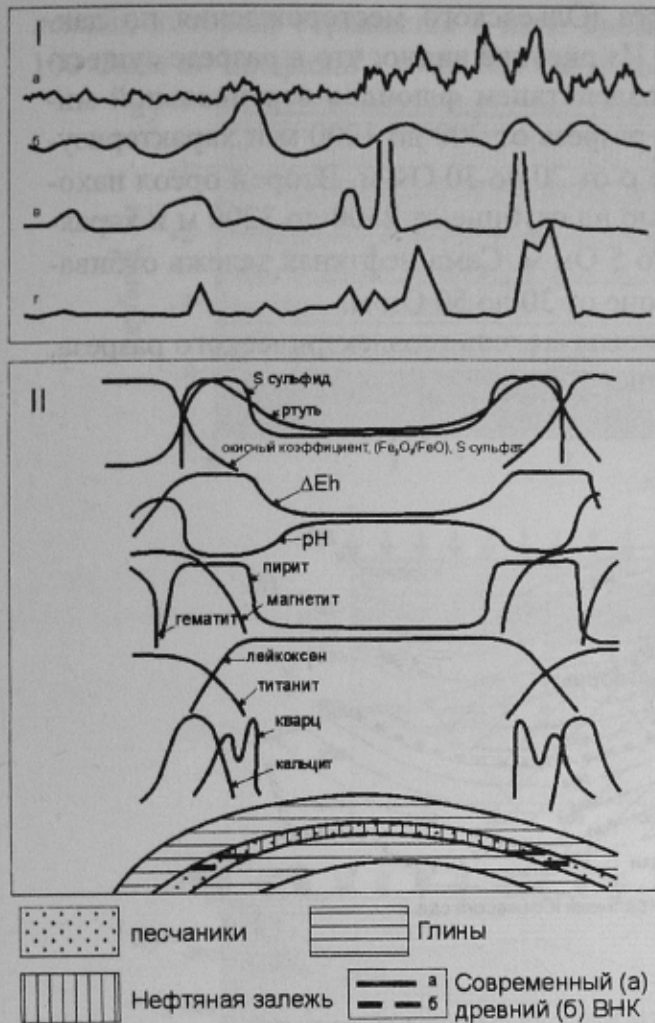 I
а
б
в
г
II
S сульфид
ртуть
окисный коэффициент, (Fe₂O₃/FeO), S сульфат
ΔEh
pH
пирит
магнетит
гематит
лейкоксен
титанит
кварц
кальцит
песчаники
Глины
Нефтяная залежь
а Современный (а)
б древний (б) ВНК